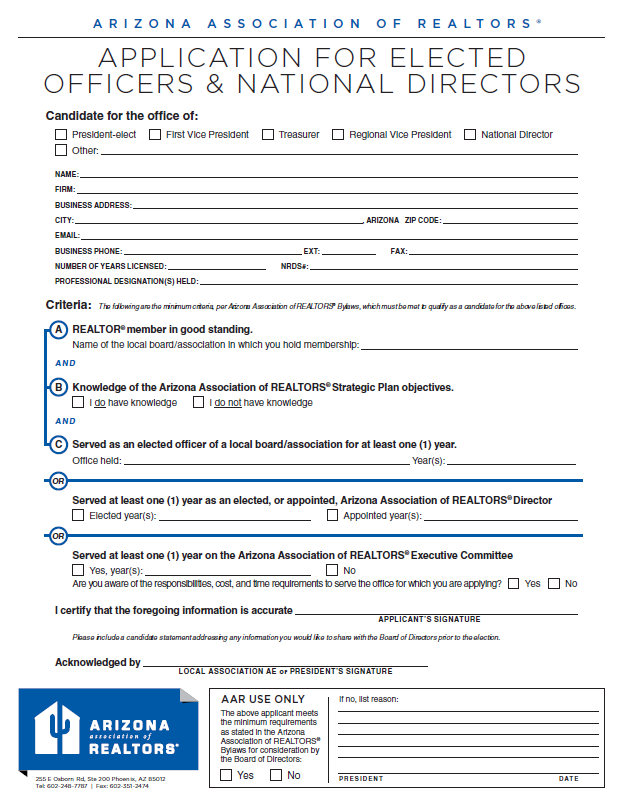 ARIZONA ASSOCIATION OF REALTORS®
APPLICATION FOR ELECTED
OFFICERS & NATIONAL DIRECTORS
Candidate for the office of:
President-elect First Vice President Treasurer Regional Vice President National Director
Other:
NAME:
FIRM:
BUSINESS ADDRESS:
CITY: , ARIZONA ZIP CODE:
EMAIL:
BUSINESS PHONE: EXT: FAX:
NUMBER OF YEARS LICENSED: NRDS#:
PROFESSIONAL DESIGNATION(S) HELD:
Criteria: The following are the minimum criteria, per Arizona Association of REALTORS® Bylaws, which must be met to qualify as a candidate for the above listed offices.
A REALTOR® member in good standing.
Name of the local board/association in which you hold membership:
AND
B Knowledge of the Arizona Association of REALTORS® Strategic Plan objectives.
I do have knowledge I do not have knowledge
AND
C Served as an elected officer of a local board/association for at least one (1) year.
Office held: Year(s):
OR
Served at least one (1) year as an elected, or appointed, Arizona Association of REALTORS® Director
Elected year(s): Appointed year(s):
OR
Served at least one (1) year on the Arizona Association of REALTORS® Executive Committee
Yes, year(s): No
Are you aware of the responsibilities, cost, and time requirements to serve the office for which you are applying? Yes No
I certify that the foregoing information is accurate
APPLICANT'S SIGNATURE
Please include a candidate statement addressing any information you would like to share with the Board of Directors prior to the election.
Acknowledged by
LOCAL ASSOCIATION AE or PRESIDENT'S SIGNATURE
ARIZONA
association of
REALTORS®
255 E Osborn Rd, Ste 200 Phoenix, AZ 85012
Tel: 602-248-7787 | Fax: 602-351-2474
AAR USE ONLY
The above applicant meets
the minimum requirements
as stated in the Arizona
Association of REALTORS®
Bylaws for consideration by
the Board of Directors:
Yes No
If no, list reason:
PRESIDENT DATE